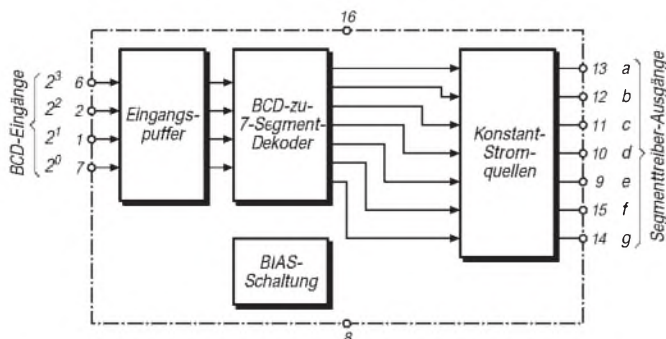 16
BCD-Eingänge
2³ 6
2² 2
2¹ 1
2⁰ 7
Eingangs-
puffer
BCD-zu-
7-Segment-
Dekoder
BIAS-
Schaltung
Konstant-
Strom-
quellen
13 a
12 b
11 c
10 d
9 e
15 f
14 g
Segmenttreiber-Ausgänge
8